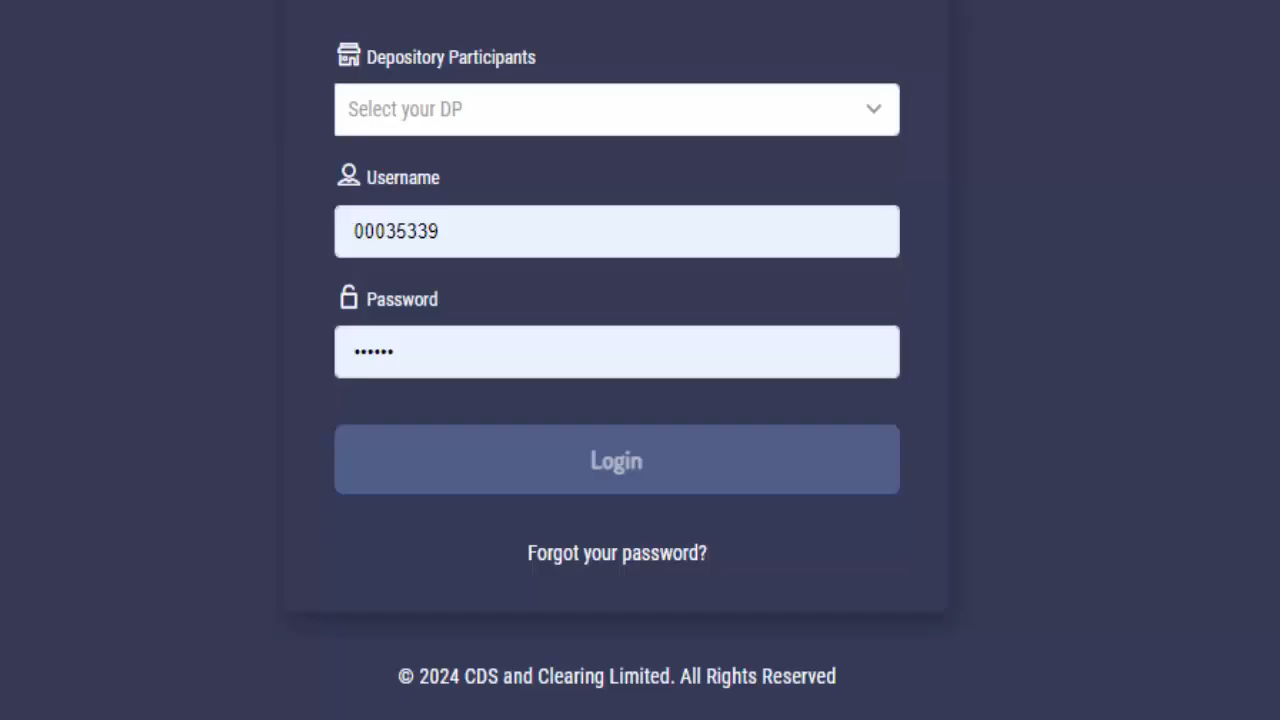 Depository Participants
Select your DP
Username
00035339
Password
••••••
Login
Forgot your password?
© 2024 CDS and Clearing Limited. All Rights Reserved